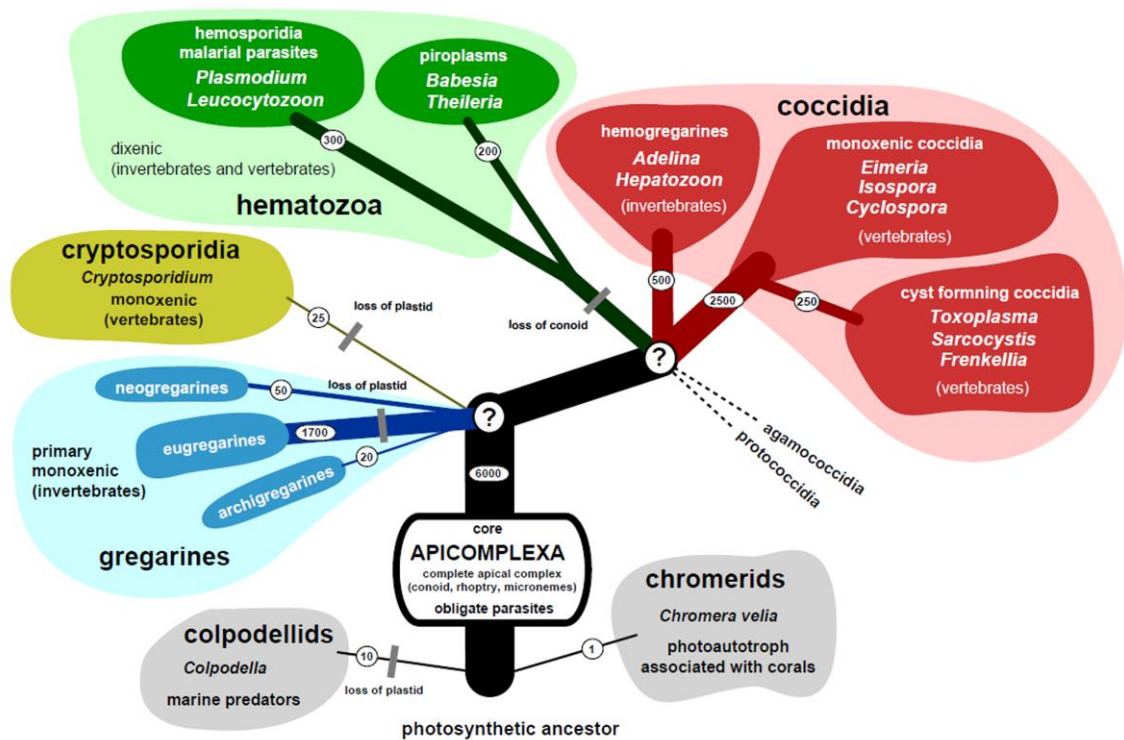 hemosporidia
malarial parasites
Plasmodium
Leucocytozoon
piroplasms
Babesia
Theileria
300
200
dixenic
(invertebrates and vertebrates)
hematozoa
coccidia
hemogregarines
Adelina
Hepatozoon
(invertebrates)
monoxenic coccidia
Eimeria
Isospora
Cyclospora
(vertebrates)
500
2500
250
cyst formning coccidia
Toxoplasma
Sarcocystis
Frenkellia
(vertebrates)
cryptosporidia
Cryptosporidium
monoxenic
(vertebrates)
25
loss of plastid
loss of conoid
?
agamococcidia
protococcidia
neogregarines
50
loss of plastid
?
eugregarines
1700
primary
monoxenic
(invertebrates)
20
archigregarines
gregarines
6000
core
APICOMPLEXA
complete apical complex
(conoid, rhoptry, micronemes)
obligate parasites
colpodellids
Colpodella
marine predators
10
loss of plastid
1
chromerids
Chromera velia
photoautotroph
associated with corals
photosynthetic ancestor